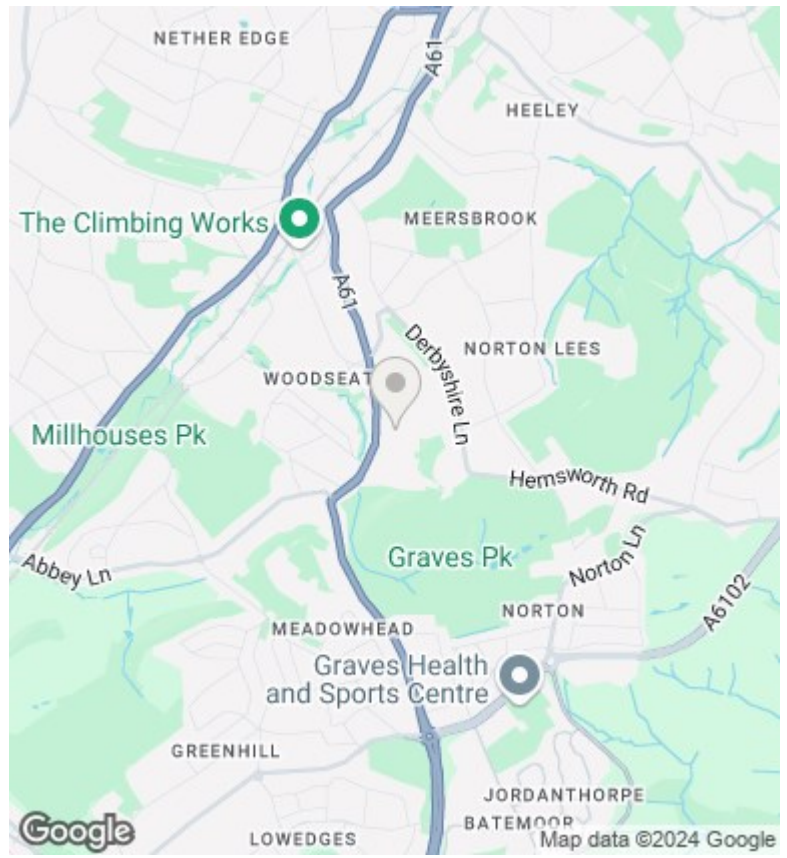 NETHER EDGE
A61
HEELEY
The Climbing Works
MEERSBROOK
A61
Derbyshire Ln
NORTON LEES
WOODSEAT
Millhouses Pk
Hemsworth Rd
Graves Pk
Norton Ln
Abbey Ln
NORTON
A6102
MEADOWHEAD
Graves Health
and Sports Centre
GREENHILL
JORDANTHORPE
BATEMOOR
Google
LOWEDGES
Map data ©2024 Google